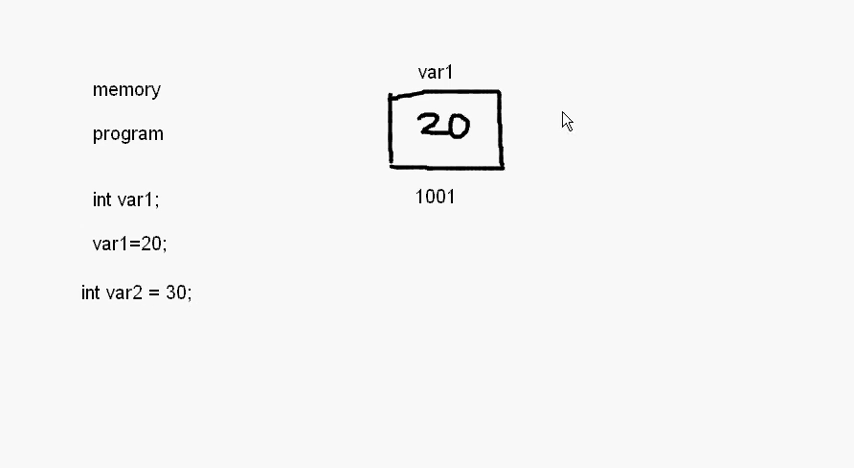 memory
program
int var1;
var1=20;
int var2 = 30;
var1
20
1001